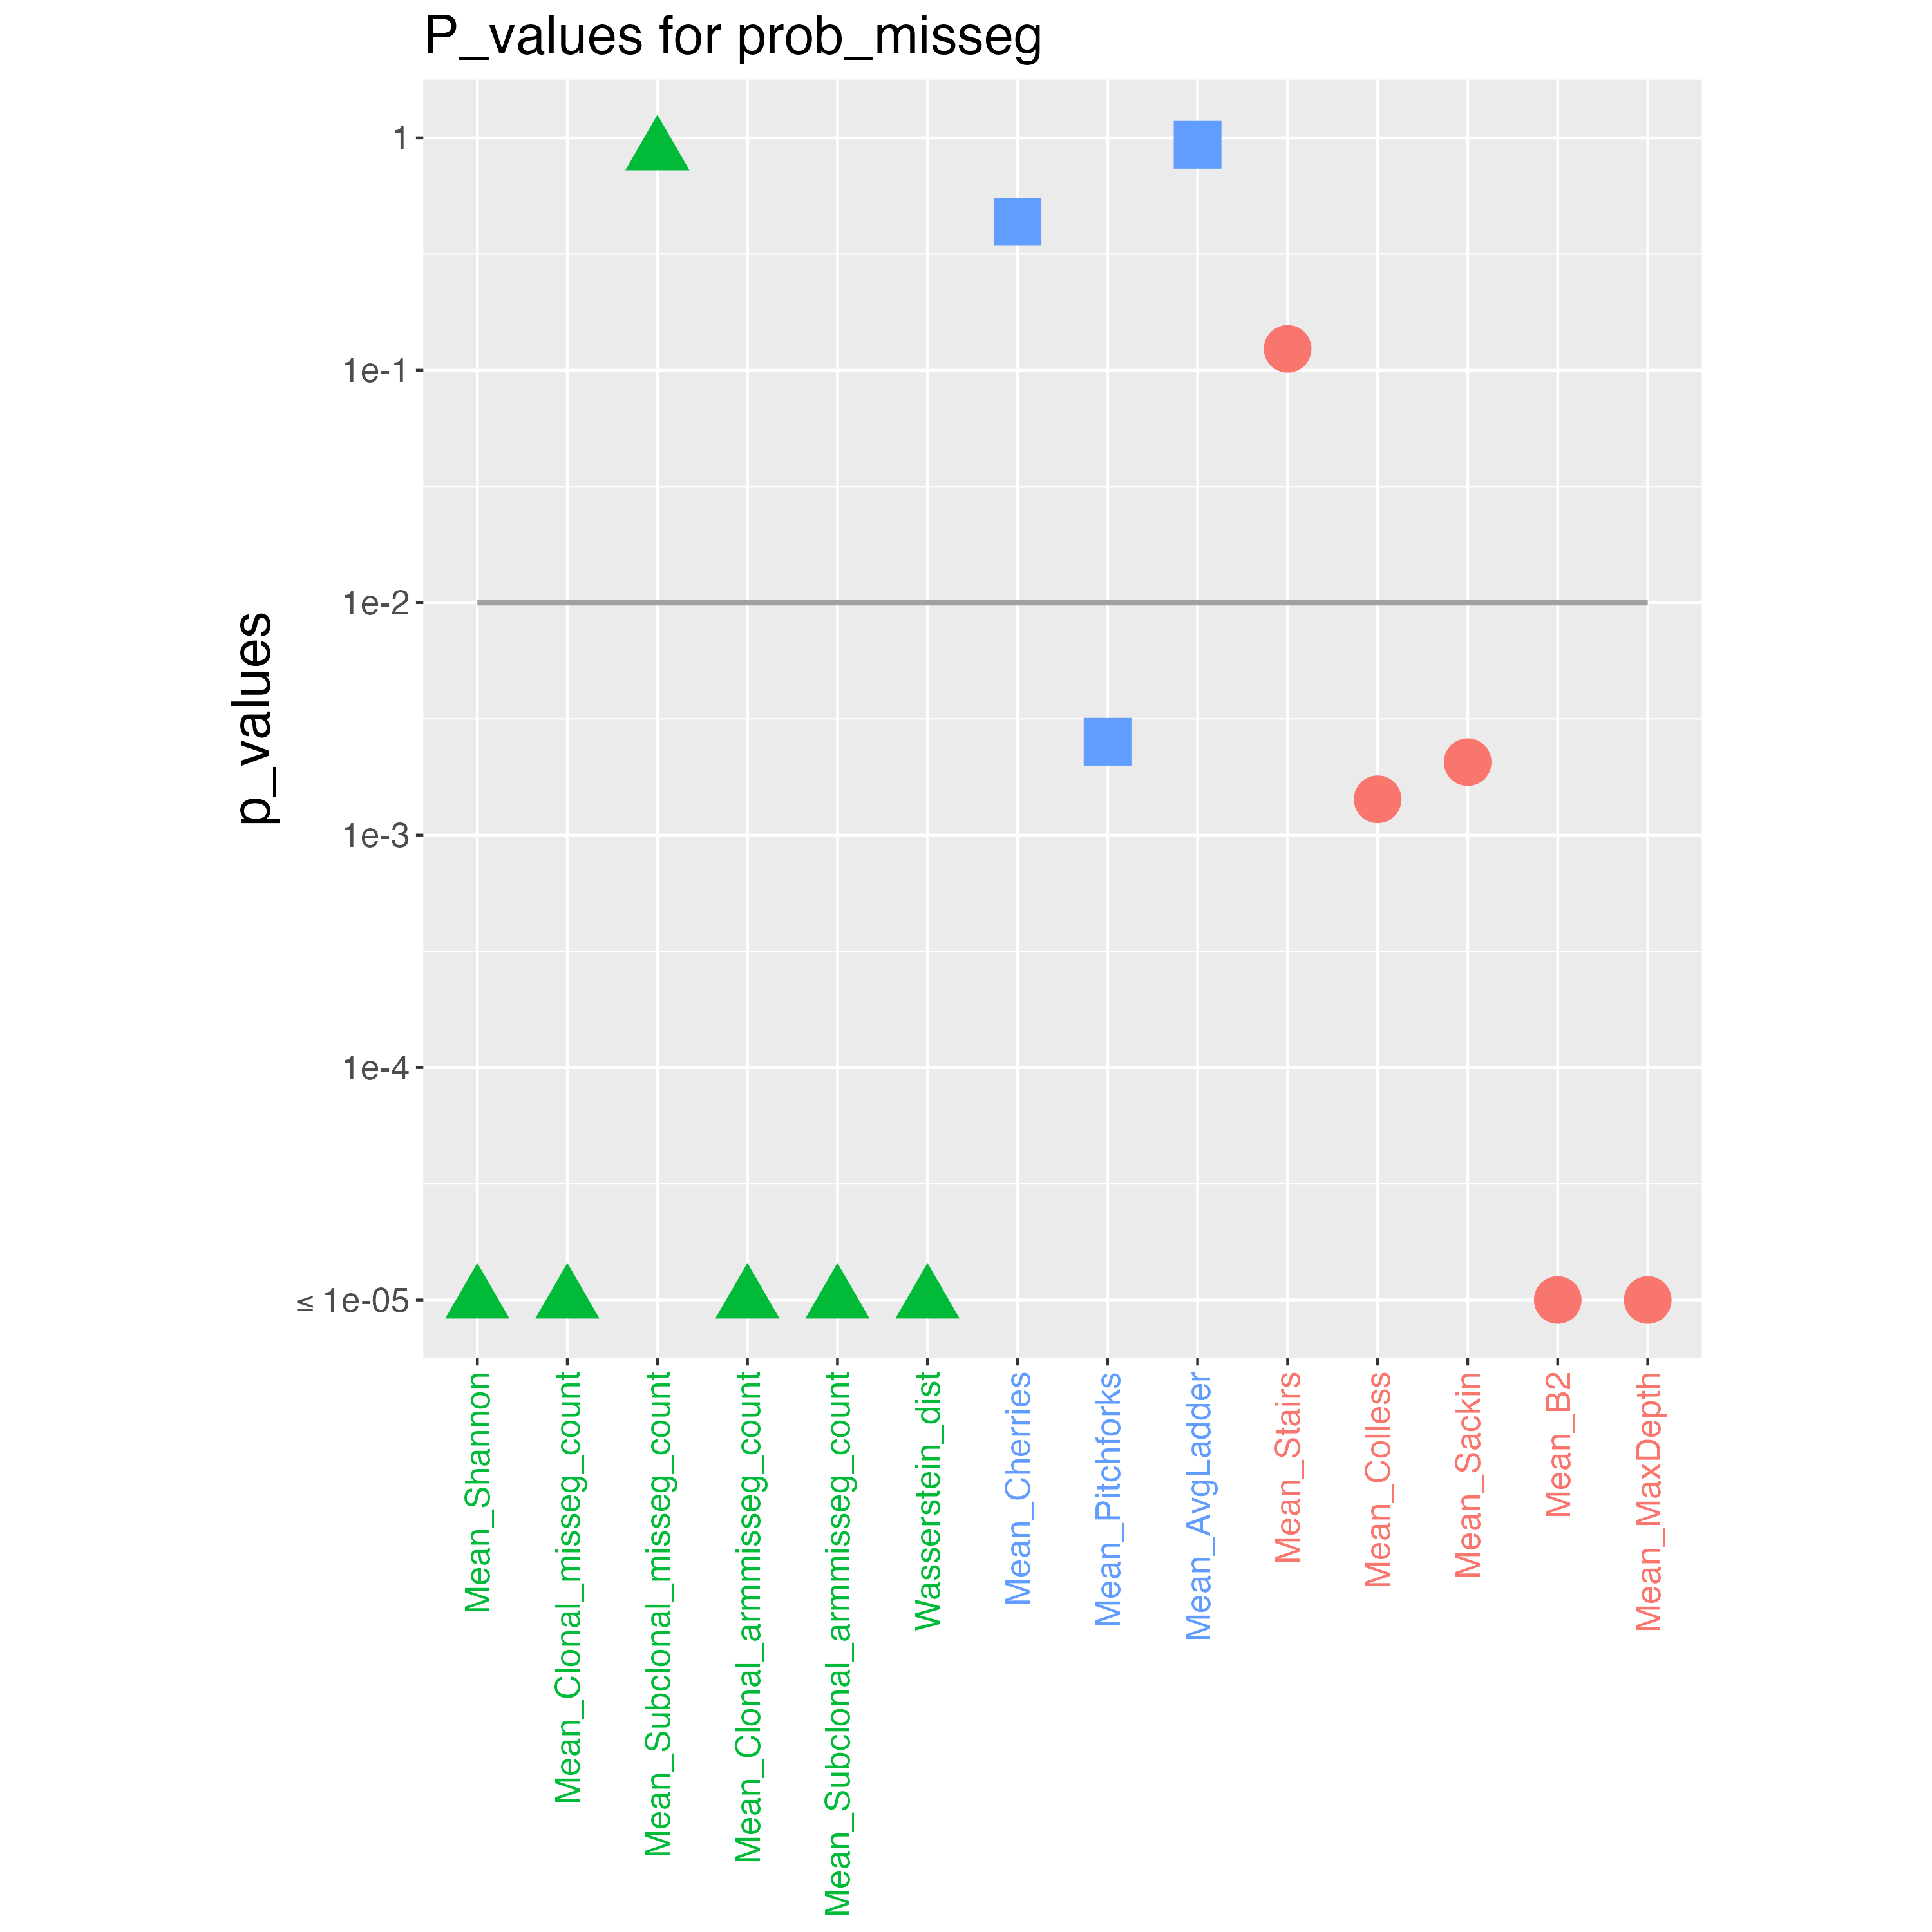 P_values for prob_misseg
p_values
1
1e-1
1e-2
1e-3
1e-4
≤ 1e-05
Mean_Shannon
Mean_Clonal_misseg_count
Mean_Subclonal_misseg_count
Mean_Clonal_armmisseg_count
Mean_Subclonal_armmisseg_count
Wasserstein_dist
Mean_Cherries
Mean_Pitchforks
Mean_AvgLadder
Mean_Stairs
Mean_Colless
Mean_Sackin
Mean_B2
Mean_MaxDepth